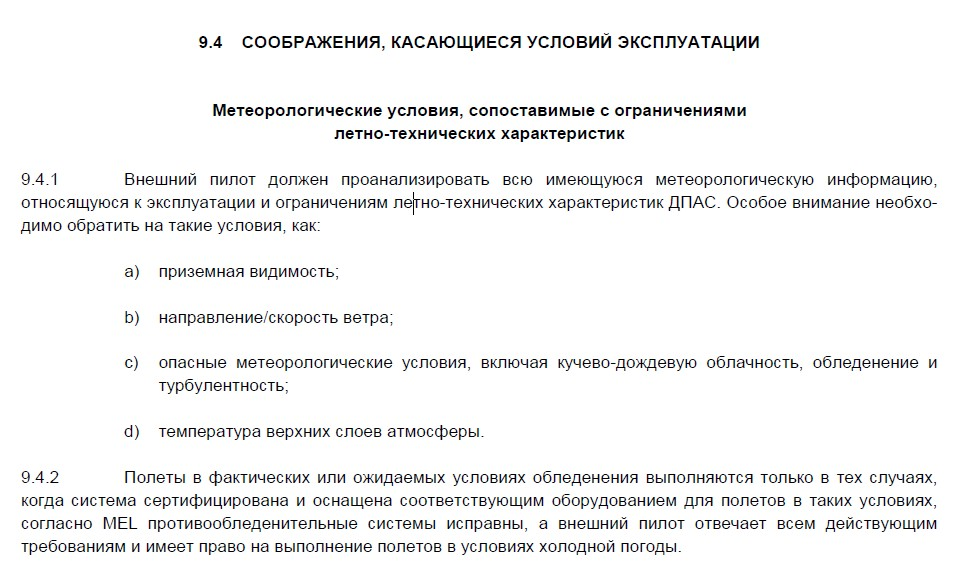 9.4 СООБРАЖЕНИЯ, КАСАЮЩИЕСЯ УСЛОВИЙ ЭКСПЛУАТАЦИИ
Метеорологические условия, сопоставимые с ограничениями
летно-технических характеристик
9.4.1 Внешний пилот должен проанализировать всю имеющуюся метеорологическую информацию,
относящуюся к эксплуатации и ограничениям летно-технических характеристик ДПАС. Особое внимание необхо-
димо обратить на такие условия, как:
a) приземная видимость;
b) направление/скорость ветра;
c) опасные метеорологические условия, включая кучево-дождевую облачность, обледенение и
турбулентность;
d) температура верхних слоев атмосферы.
9.4.2 Полеты в фактических или ожидаемых условиях обледенения выполняются только в тех случаях,
когда система сертифицирована и оснащена соответствующим оборудованием для полетов в таких условиях,
согласно MEL противообледенительные системы исправны, а внешний пилот отвечает всем действующим
требованиям и имеет право на выполнение полетов в условиях холодной погоды.